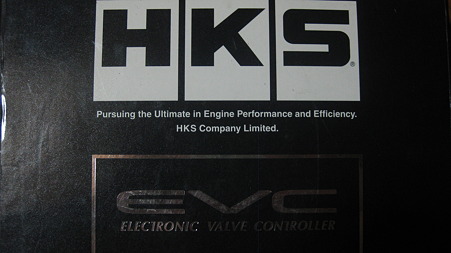 HKS®
Pursuing the Ultimate in Engine Performance and Efficiency.
HKS Company Limited.
EVC
ELECTRONIC VALVE CONTROLLER